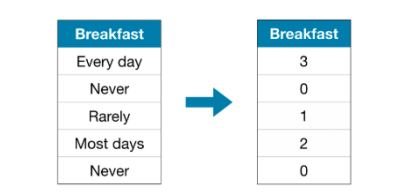 Breakfast
Every day
Never
Rarely
Most days
Never
Breakfast
3
0
1
2
0